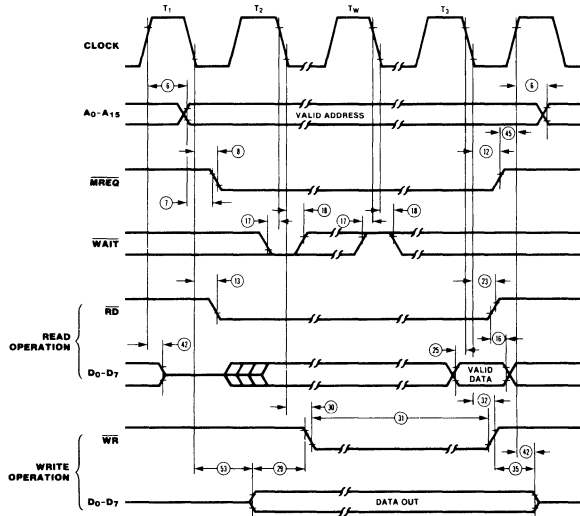 T1 T2 TW T3
CLOCK
6 6
A0-A15 VALID ADDRESS
45
8 12
MREQ
7
17 18 17 18
WAIT
13 23
RD
READ OPERATION
42 25 16
D0-D7 VALID DATA
32
30 31
WR
42
WRITE OPERATION
53 29 35
D0-D7 DATA OUT